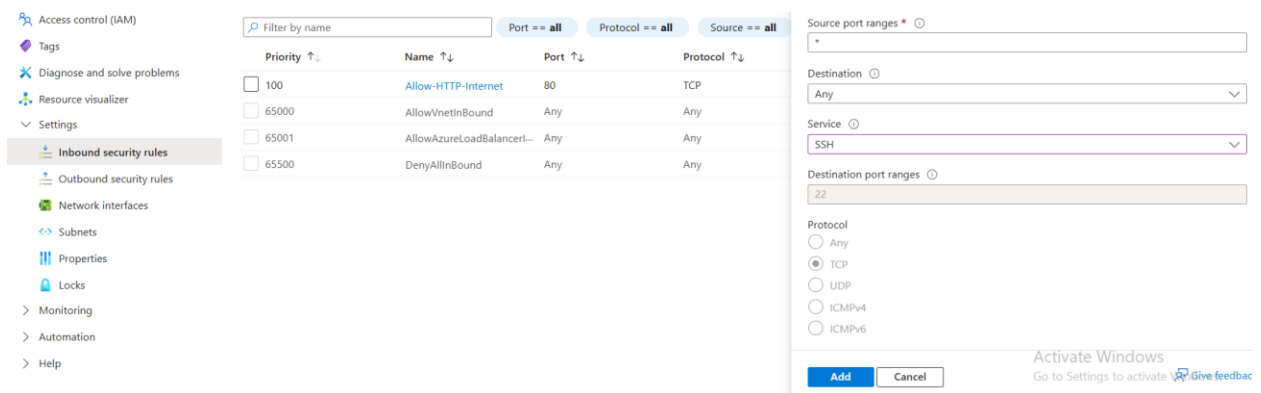 Access control (IAM)
Tags
Diagnose and solve problems
Resource visualizer
Settings
Inbound security rules
Outbound security rules
Network interfaces
Subnets
Properties
Locks
Monitoring
Automation
Help
Filter by name
Port == all
Protocol == all
Source == all
Priority ↑↓ Name ↑↓ Port ↑↓ Protocol ↑↓
100 Allow-HTTP-Internet 80 TCP
65000 AllowVnetInBound Any Any
65001 AllowAzureLoadBalancerI... Any Any
65500 DenyAllInBound Any Any
Source port ranges *
*
Destination
Any
Service
SSH
Destination port ranges
22
Protocol
Any
TCP
UDP
ICMPv4
ICMPv6
Add Cancel
Activate Windows
Go to Settings to activate
Give feedbac